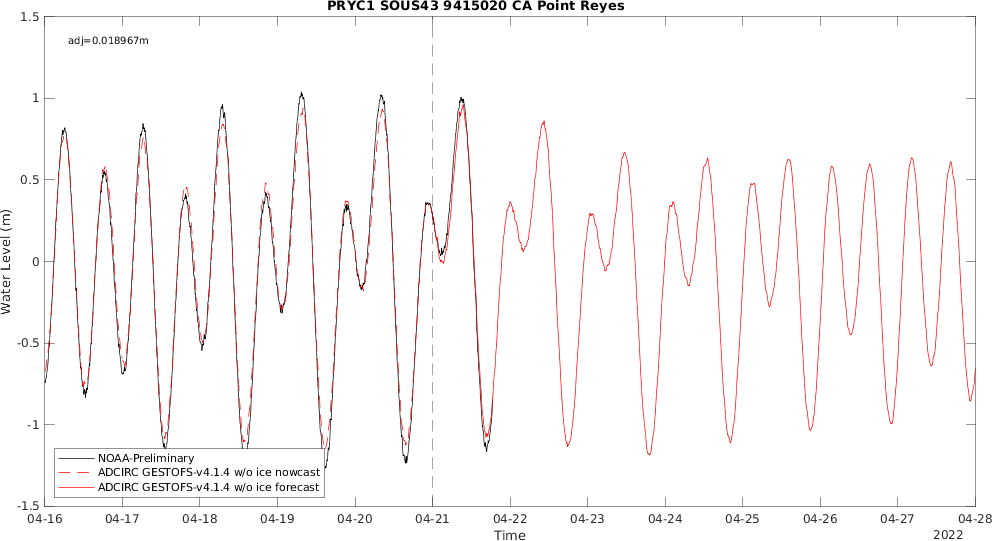 PRYC1 SOUS43 9415020 CA Point Reyes
1.5
adj=0.018967m
1
0.5
0
-0.5
-1
-1.5
Water Level (m)
NOAA-Preliminary
ADCIRC GESTOFS-v4.1.4 w/o ice nowcast
ADCIRC GESTOFS-v4.1.4 w/o ice forecast
04-16 04-17 04-18 04-19 04-20 04-21 04-22 04-23 04-24 04-25 04-26 04-27 04-28
Time
2022